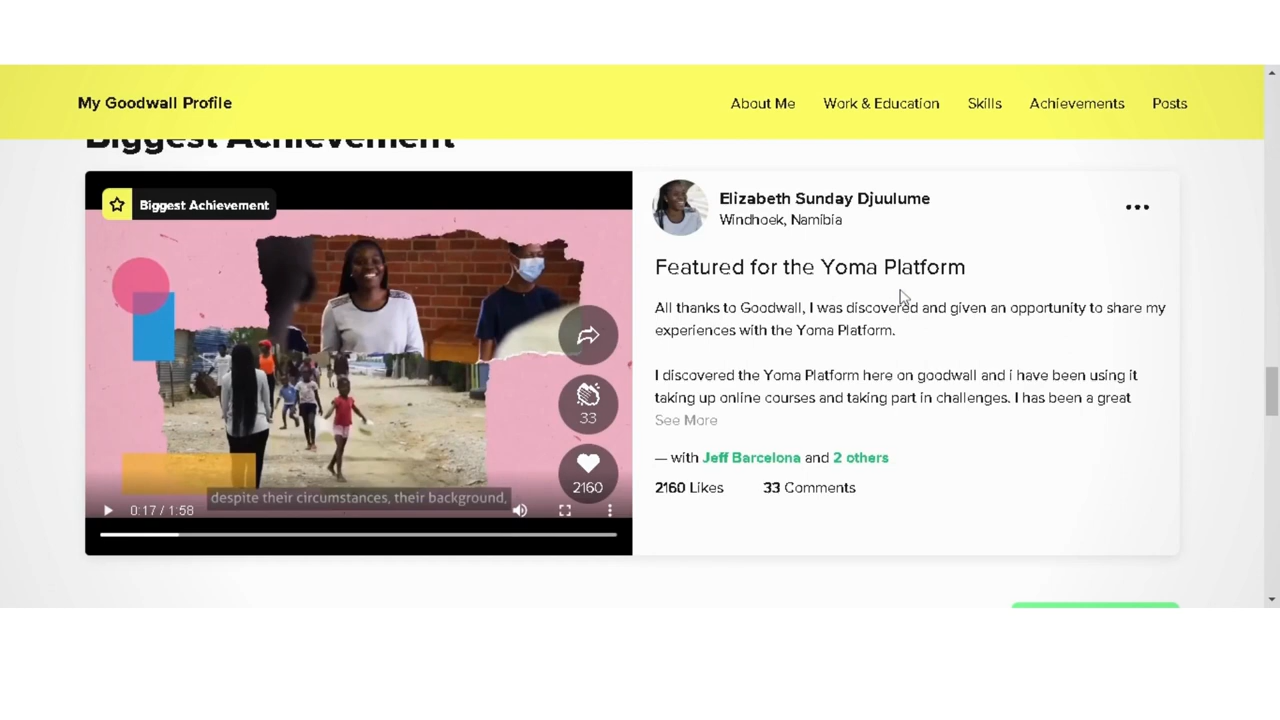 My Goodwall Profile
About Me Work & Education Skills Achievements Posts
Biggest Achievement
Biggest Achievement
Elizabeth Sunday Djuulume
Windhoek, Namibia
Featured for the Yoma Platform
All thanks to Goodwall, I was discovered and given an opportunity to share my
experiences with the Yoma Platform.
I discovered the Yoma Platform here on goodwall and i have been using it
taking up online courses and taking part in challenges. I has been a great
See More
— with Jeff Barcelona and 2 others
2160 Likes 33 Comments
33
2160
despite their circumstances, their background,
0:17 / 1:58